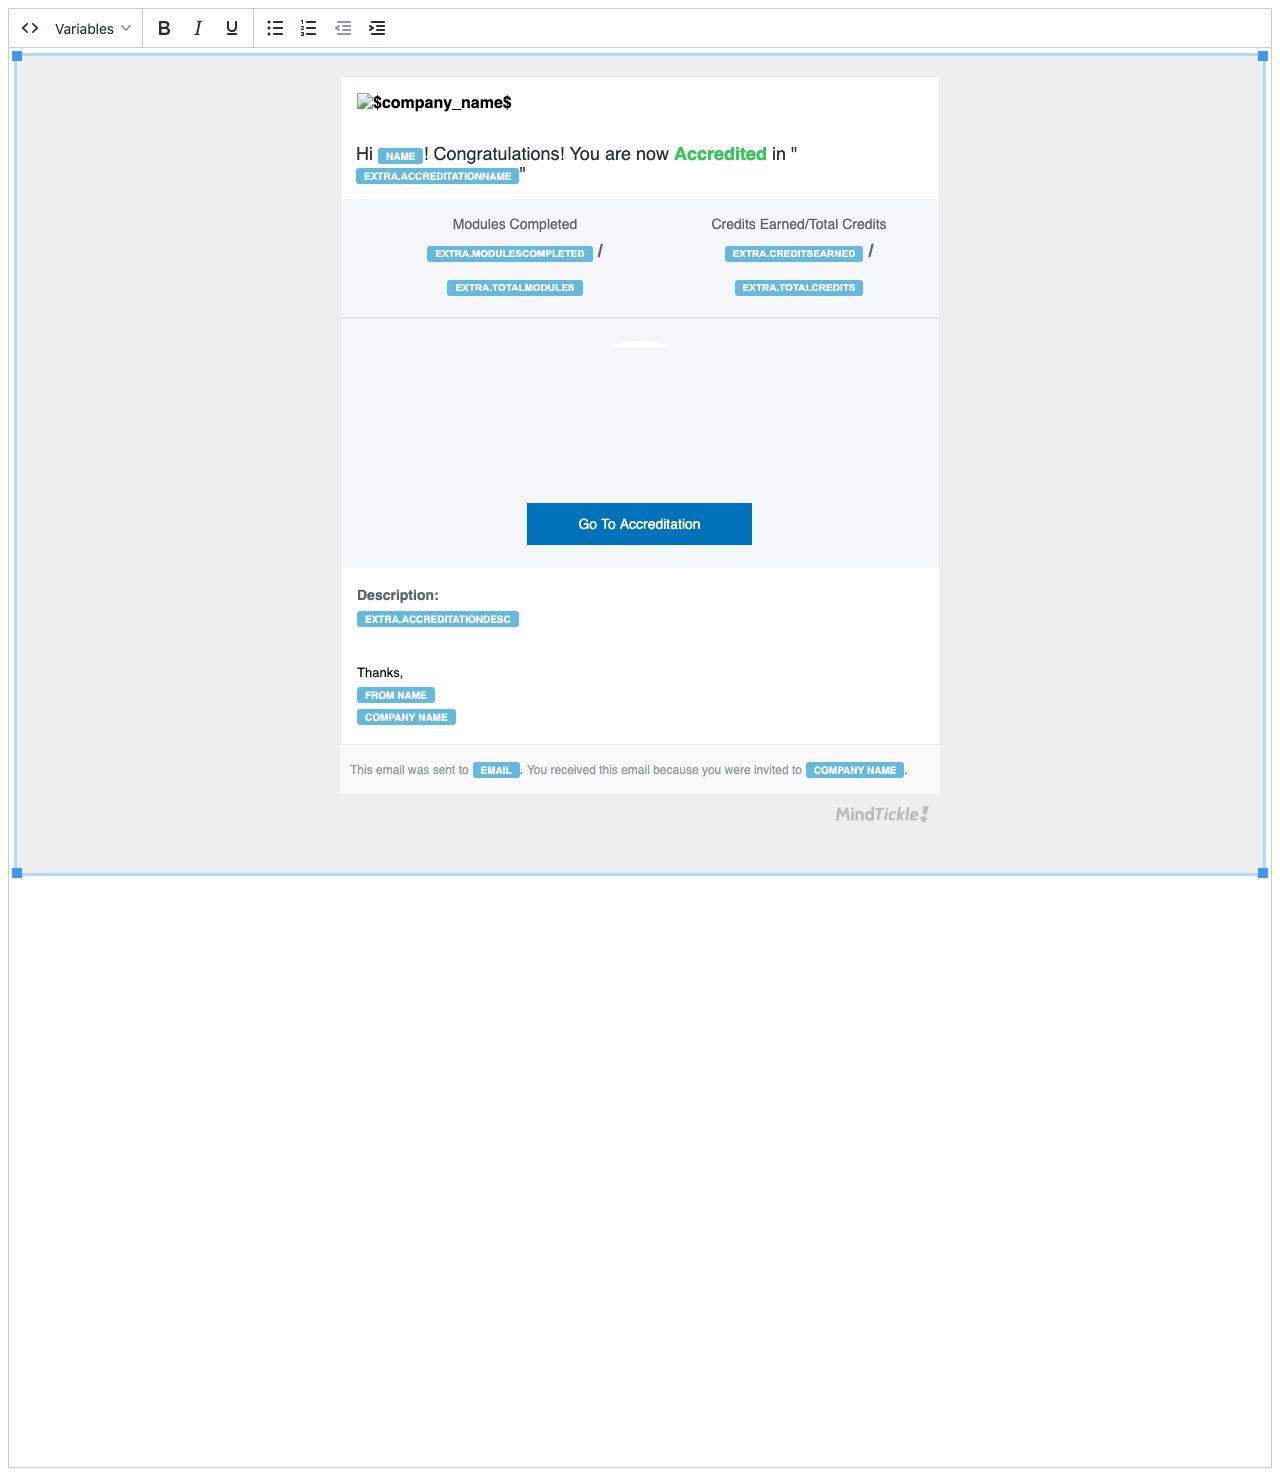 Variables B I U
$company_name$
Hi NAME! Congratulations! You are now Accredited in "
EXTRA.ACCREDITATIONNAME"
Modules Completed Credits Earned/Total Credits
EXTRA.MODULESCOMPLETED / EXTRA.CREDITSEARNED /
EXTRA.TOTALMODULES EXTRA.TOTALCREDITS
Go To Accreditation
Description:
EXTRA.ACCREDITATIONDESC
Thanks,
FROM NAME
COMPANY NAME
This email was sent to EMAIL. You received this email because you were invited to COMPANY NAME.
MindTickle!